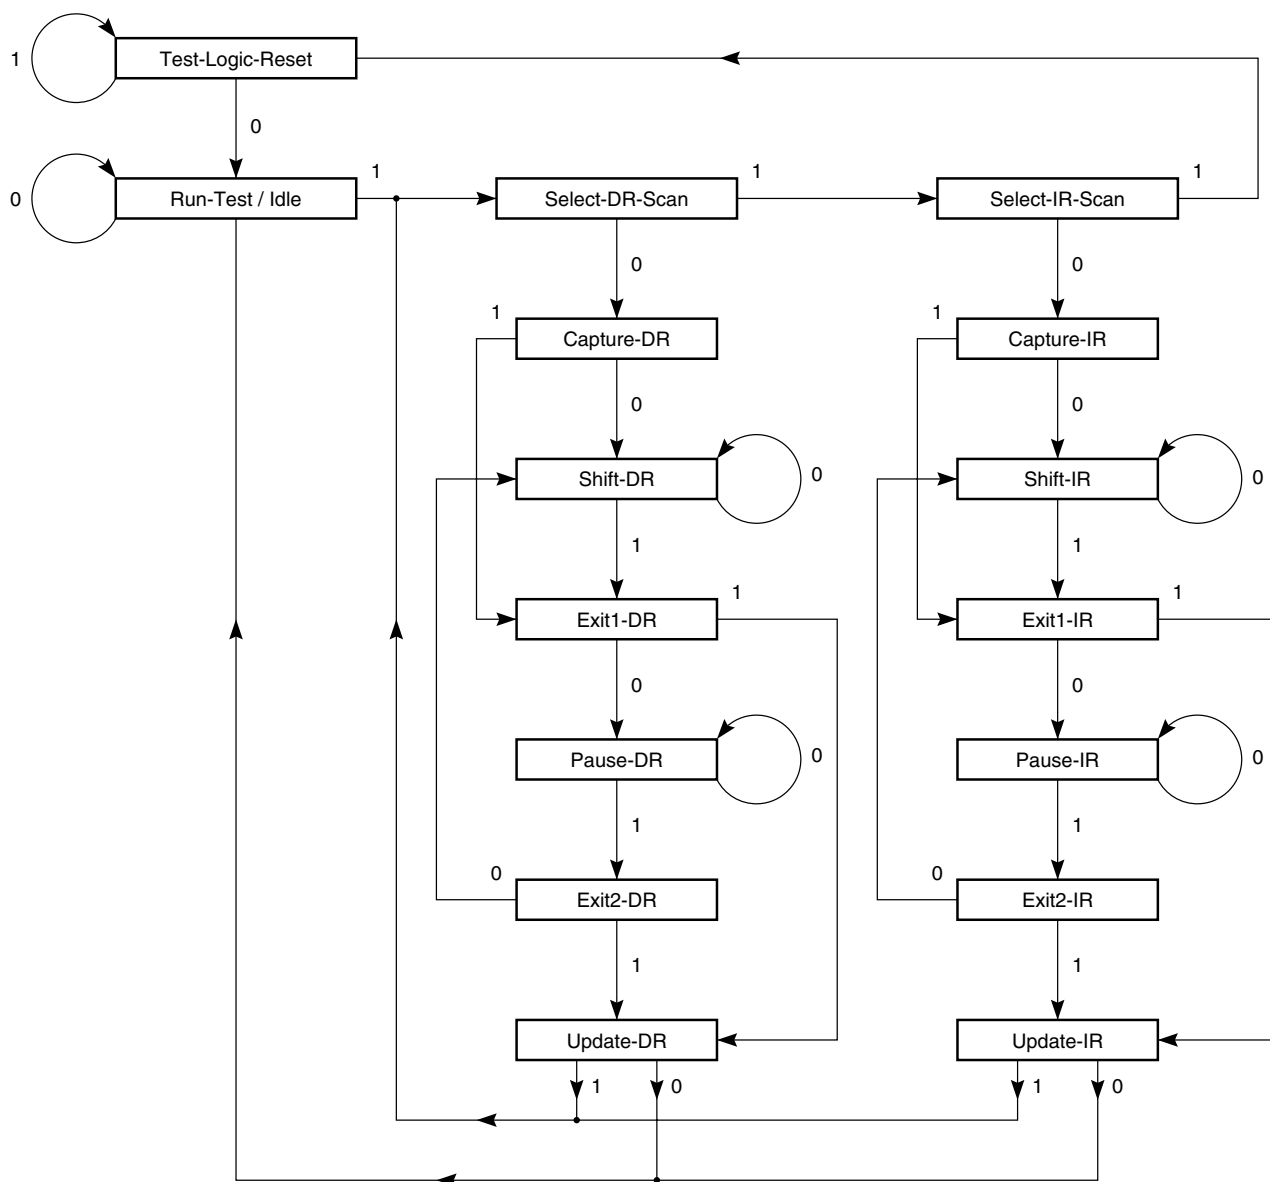 1
Test-Logic-Reset
0
0
Run-Test / Idle
1
Select-DR-Scan
1
Select-IR-Scan
1
0
0
1
Capture-DR
1
Capture-IR
0
0
Shift-DR
0
Shift-IR
0
1
1
Exit1-DR
1
Exit1-IR
1
0
0
Pause-DR
0
Pause-IR
0
1
1
0
Exit2-DR
0
Exit2-IR
1
1
Update-DR
Update-IR
1
0
1
0